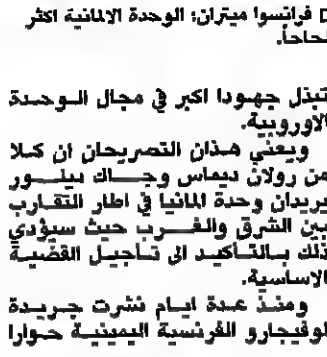 □ فرانسوا ميتران: الوحدة الالمانية اكثر
لحاحاً.
تبذل جهودا اكبر في مجال الوحدة
الاوروبية.
ويعني هذان التصريحان ان كلا
من رولان ديماس وجاك ديلور
يريدان وحدة المانيا في اطار التقارب
بين الشرق والغرب حيث سيؤدي
ذلك بالتأكيد الى تأجيل القضية
الاساسية.
ومنذ عدة ايام نشرت جريدة
لوفيجارو الفرنسية اليمينية حوارا